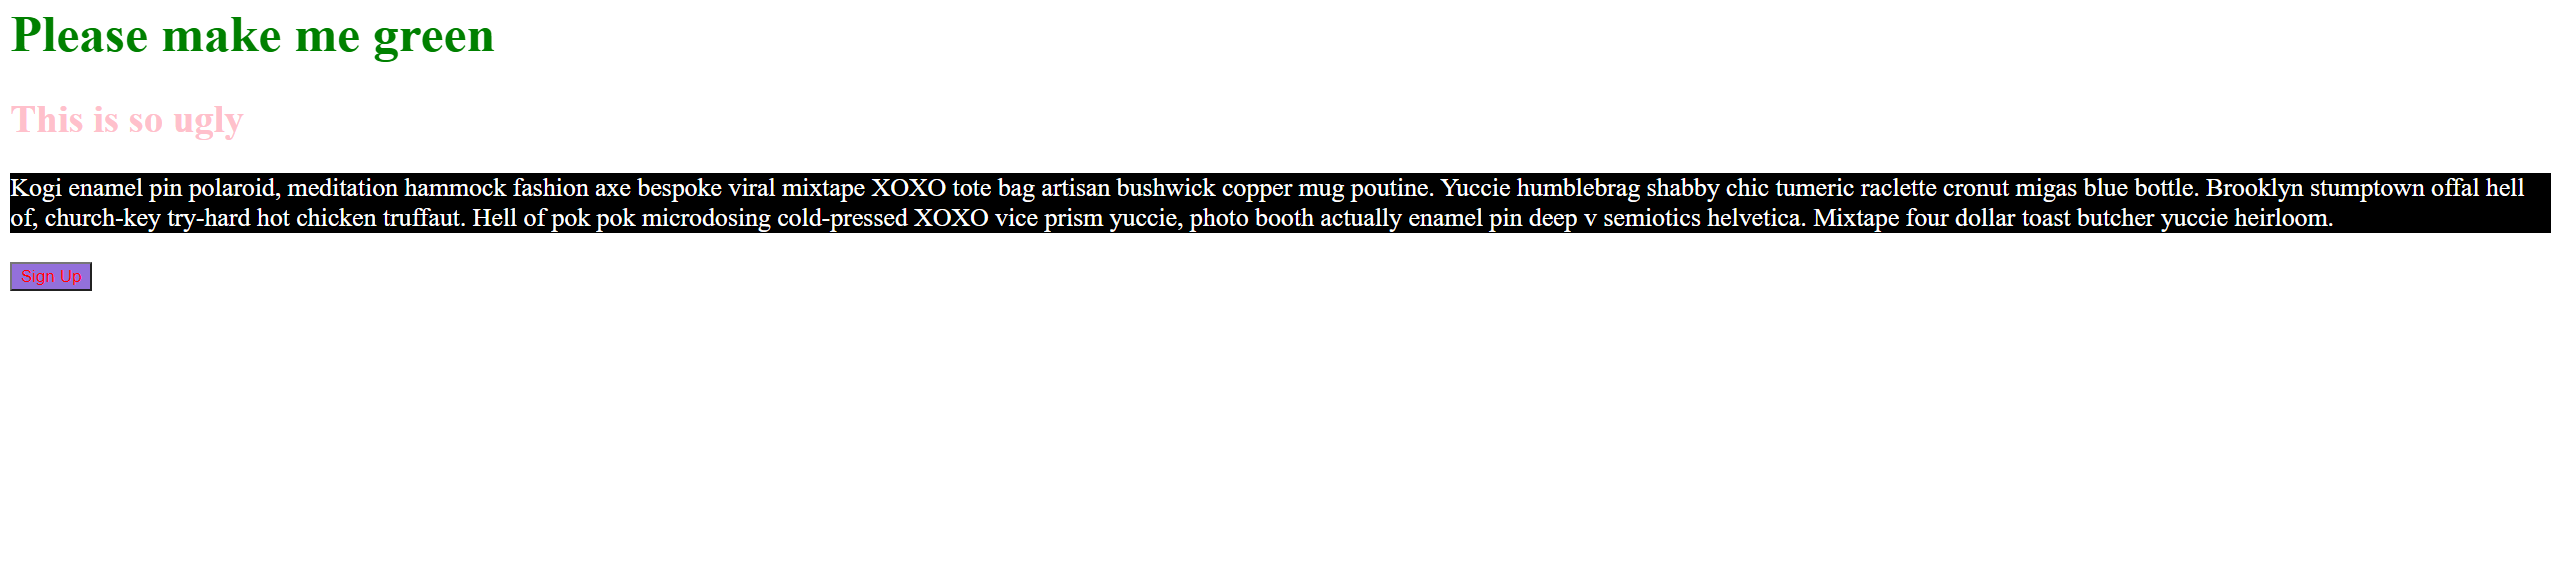 Please make me green
This is so ugly
Kogi enamel pin polaroid, meditation hammock fashion axe bespoke viral mixtape XOXO tote bag artisan bushwick copper mug poutine. Yuccie humblebrag shabby chic tumeric raclette cronut migas blue bottle. Brooklyn stumptown offal hell
of, church-key try-hard hot chicken truffaut. Hell of pok pok microdosing cold-pressed XOXO vice prism yuccie, photo booth actually enamel pin deep v semiotics helvetica. Mixtape four dollar toast butcher yuccie heirloom.
Sign Up